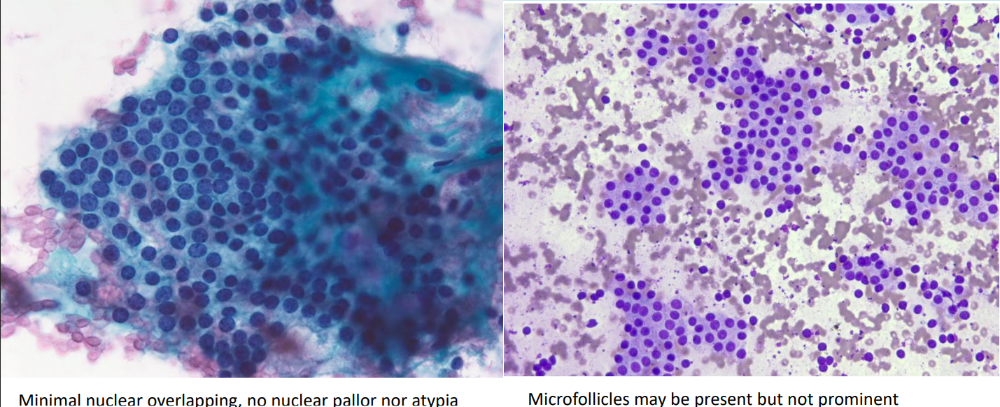 Minimal nuclear overlapping, no nuclear pallor nor atypia
Microfollicles may be present but not prominent